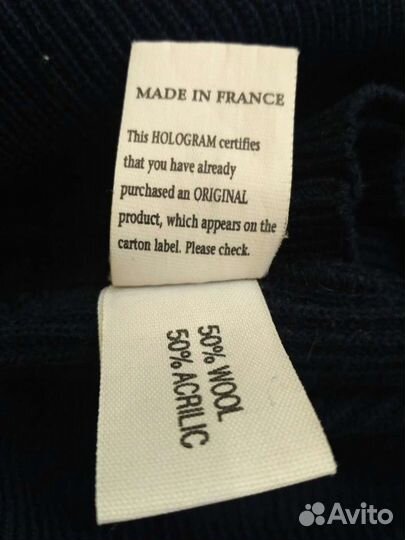 MADE IN FRANCE
This HOLOGRAM certifies
that you have already
purchased an ORIGINAL
product, which appears on the
carton label. Please check.
50% WOOL
50% ACRILIC
Avito